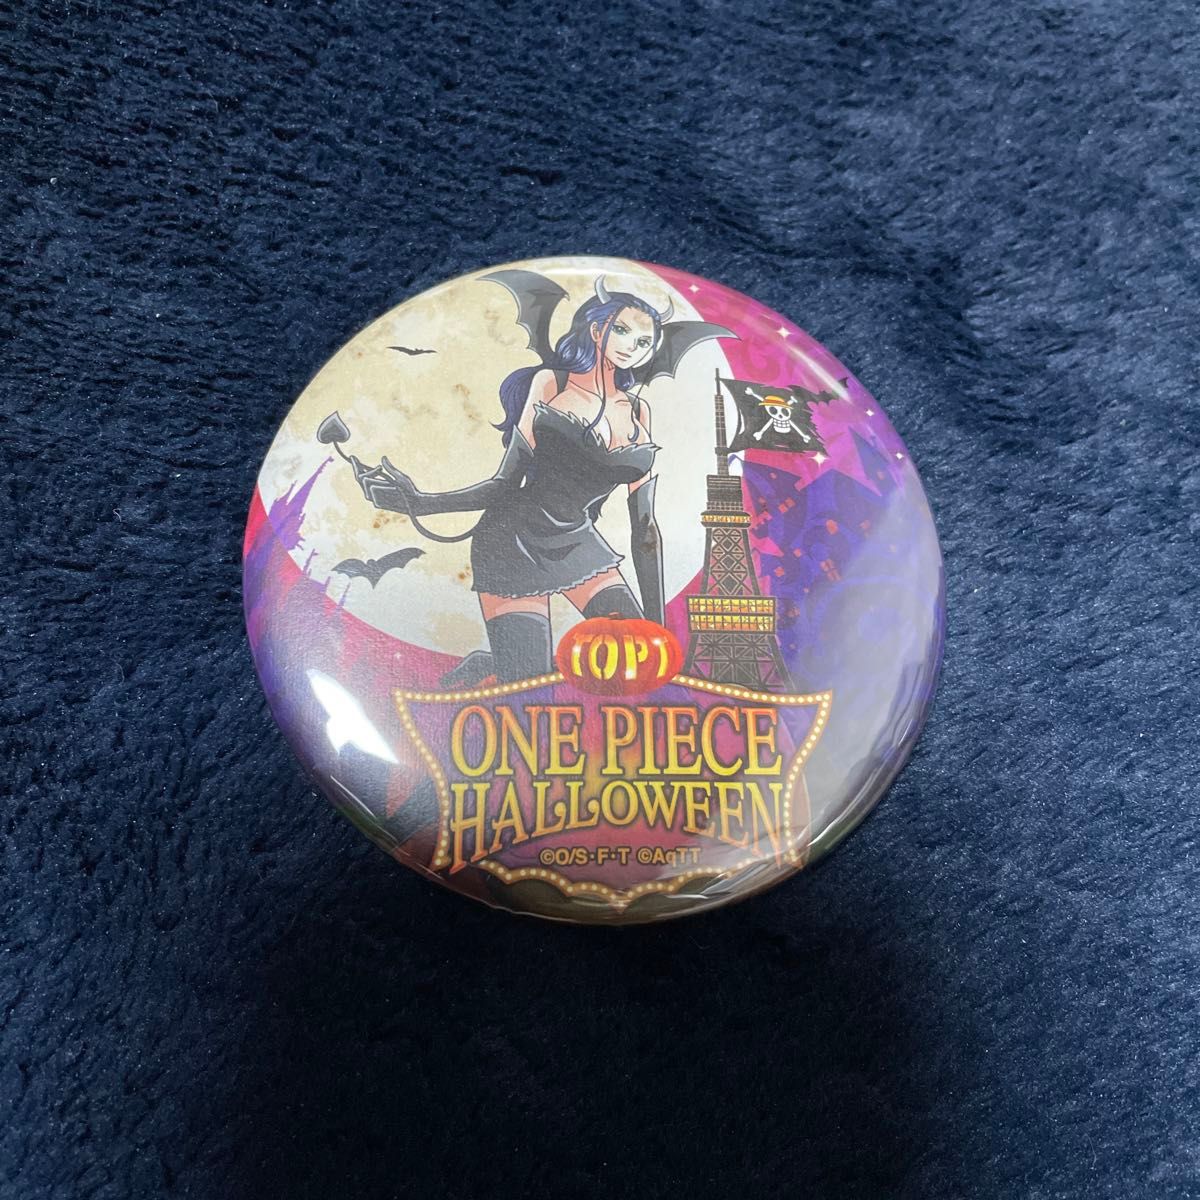 TOPT
ONE PIECE
HALLOWEEN
©O/S·F·T ©AqTT